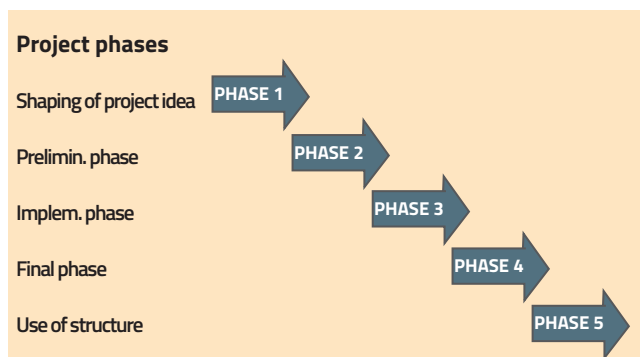 Project phases
Shaping of project idea PHASE 1
Prelimin. phase PHASE 2
Implem. phase PHASE 3
Final phase PHASE 4
Use of structure PHASE 5